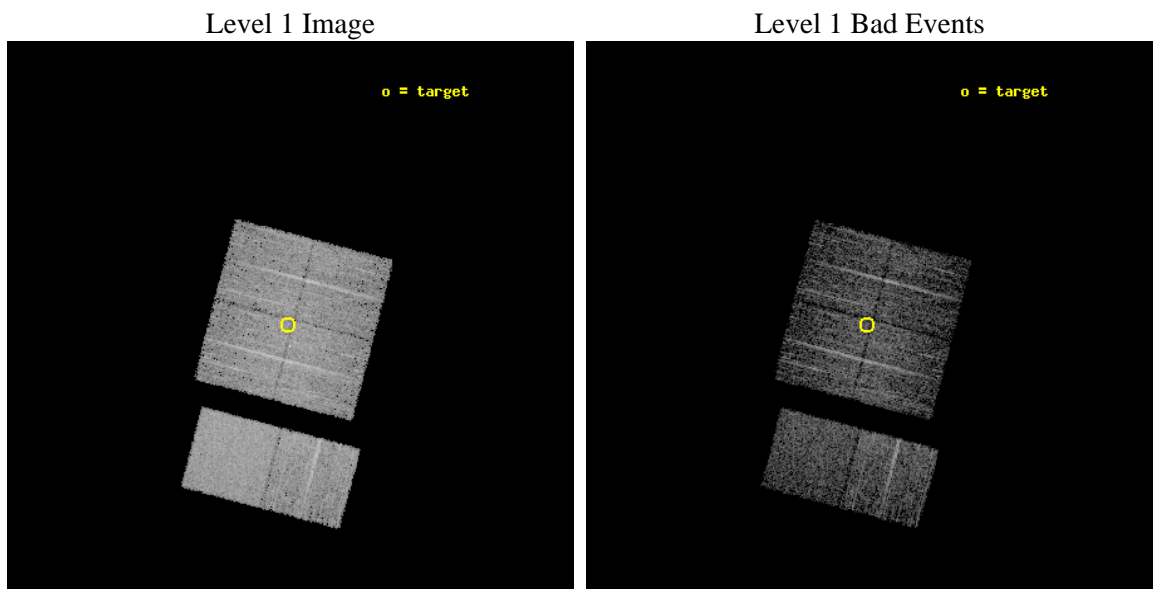 Level 1 Image
Level 1 Bad Events
o = target
o = target